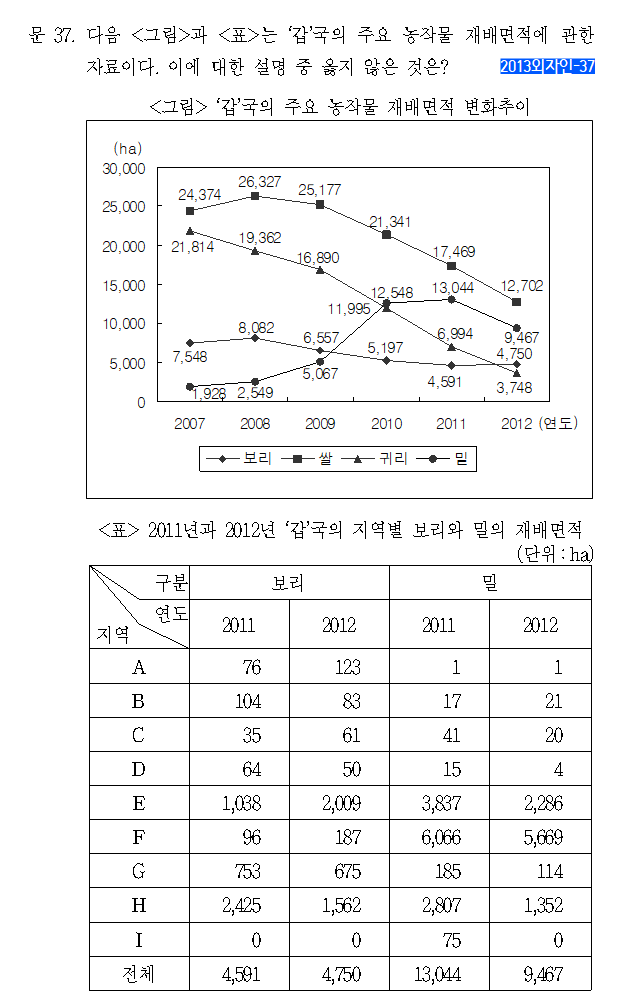 문 37. 다음 <그림>과 <표>는 ‘갑’국의 주요 농작물 재배면적에 관한
자료이다. 이에 대한 설명 중 옳지 않은 것은? 2013외시인-37
<그림> ‘갑’국의 주요 농작물 재배면적 변화추이
(ha)
30,000
25,000
20,000
15,000
10,000
5,000
0
24,374 26,327 25,177 21,341 17,469 12,702
21,814 19,362 16,890 11,995 6,994 3,748
7,548 8,082 6,557 5,197 4,591 4,750
1,928 2,549 5,067 12,548 13,044 9,467
2007 2008 2009 2010 2011 2012 (연도)
보리 쌀 귀리 밀
<표> 2011년과 2012년 ‘갑’국의 지역별 보리와 밀의 재배면적
(단위:ha)
구분 보리 밀
연도
지역 2011 2012 2011 2012
A 76 123 1 1
B 104 83 17 21
C 35 61 41 20
D 64 50 15 4
E 1,038 2,009 3,837 2,286
F 96 187 6,066 5,669
G 753 675 185 114
H 2,425 1,562 2,807 1,352
I 0 0 75 0
전체 4,591 4,750 13,044 9,467